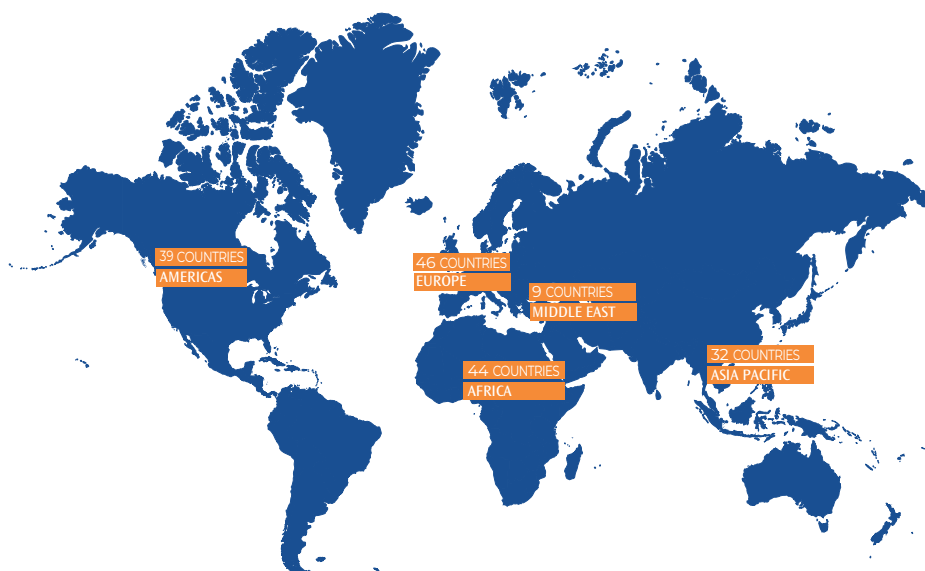 39 COUNTRIES
AMERICAS
46 COUNTRIES
EUROPE
9 COUNTRIES
MIDDLE EAST
32 COUNTRIES
ASIA PACIFIC
44 COUNTRIES
AFRICA